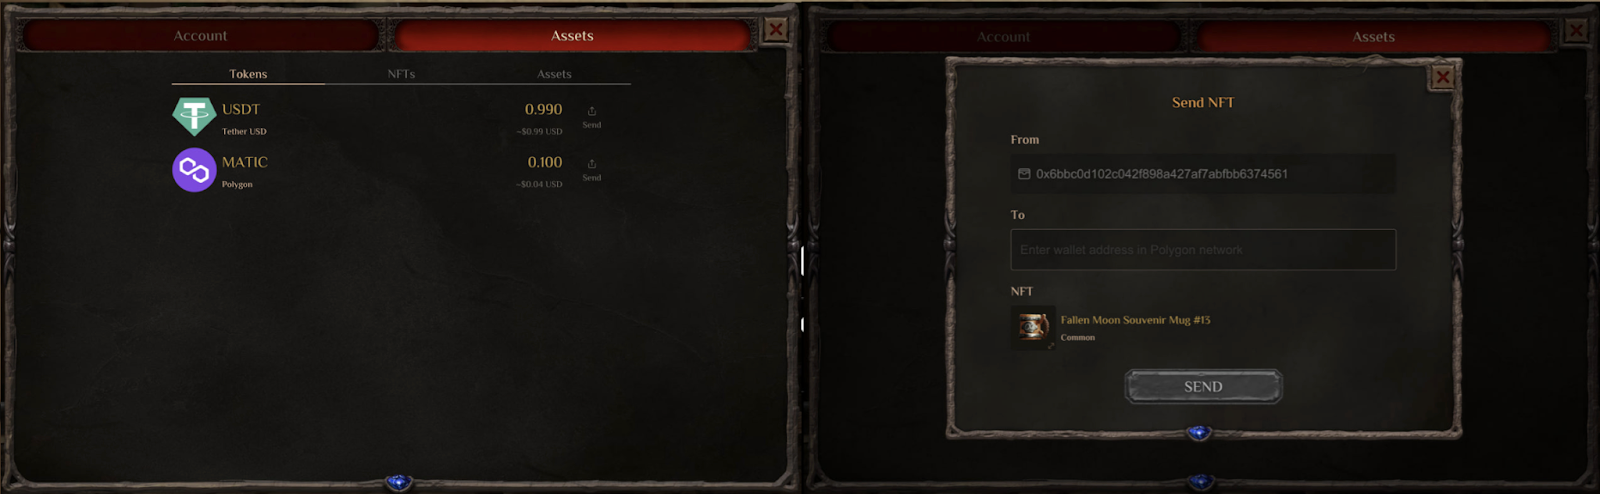 Account
Assets
Tokens
NFTs
Assets
USDT
0.990
Tether USD
~$0.99 USD
Send
MATIC
0.100
Polygon
~$0.04 USD
Send
Account
Assets
Send NFT
From
0x6bbc0d102c042f898a427af7abfbb6374561
To
Enter wallet address in Polygon network
NFT
Fallen Moon Souvenir Mug #13
Common
SEND